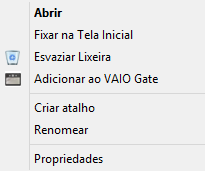 Abrir
Fixar na Tela Inicial
Esvaziar Lixeira
Adicionar ao VAIO Gate
Criar atalho
Renomear
Propriedades